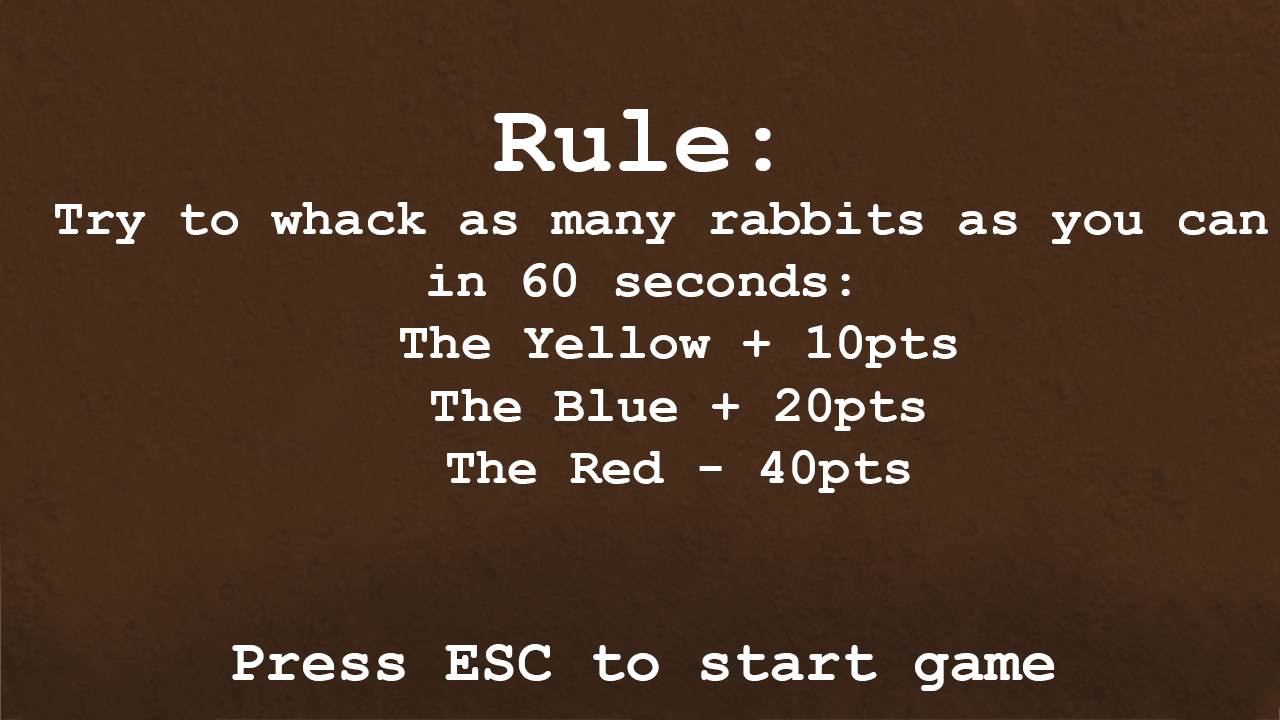 Rule:
Try to whack as many rabbits as you can
in 60 seconds:
The Yellow + 10pts
The Blue + 20pts
The Red - 40pts
Press ESC to start game